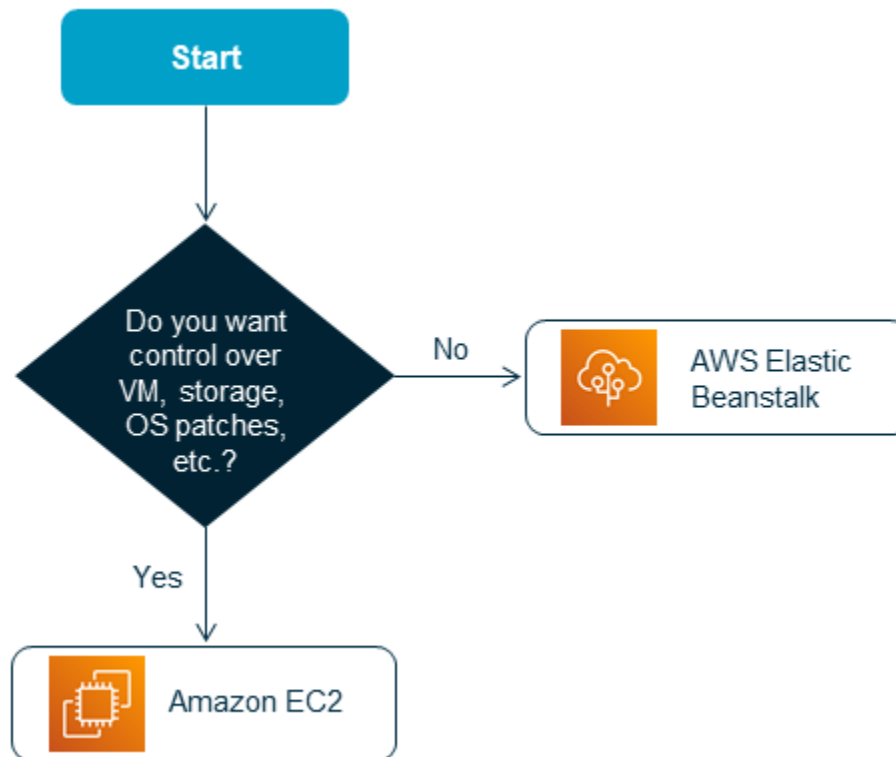 Start
Do you want
control over
VM, storage,
OS patches,
etc.?
No
AWS Elastic
Beanstalk
Yes
Amazon EC2